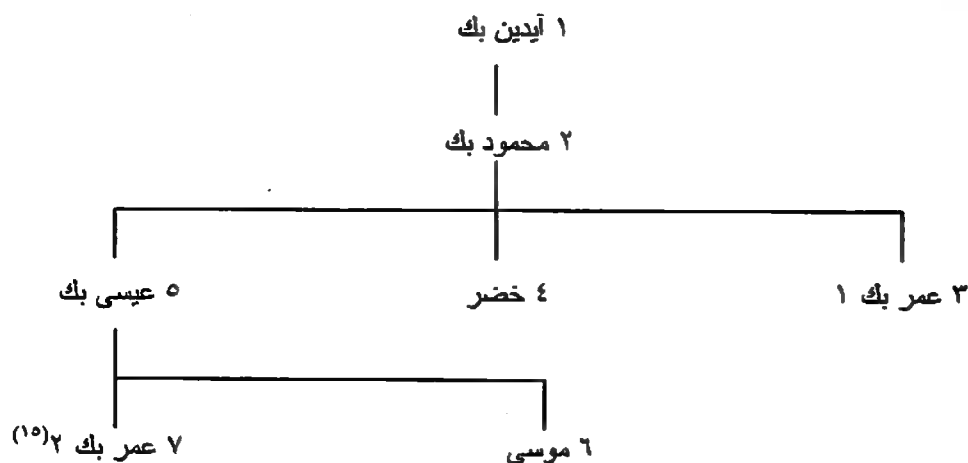 ١ آيدين بك
٢ محمود بك
٣ عمر بك ١
٤ خضر
٥ عيسى بك
٦ موسى
٧ عمر بك ٢(١٥)